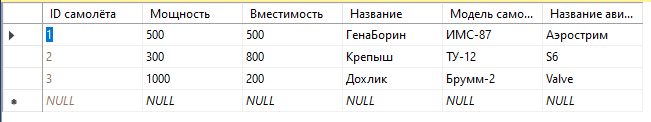 ID самолёта Мощность Вместимость Название Модель само... Название ави...
1 500 500 ГенаБорин ИМС-87 Аэрострим
2 300 800 Крепыш ТУ-12 S6
3 1000 200 Дохлик Брумм-2 Valve
NULL NULL NULL NULL NULL NULL